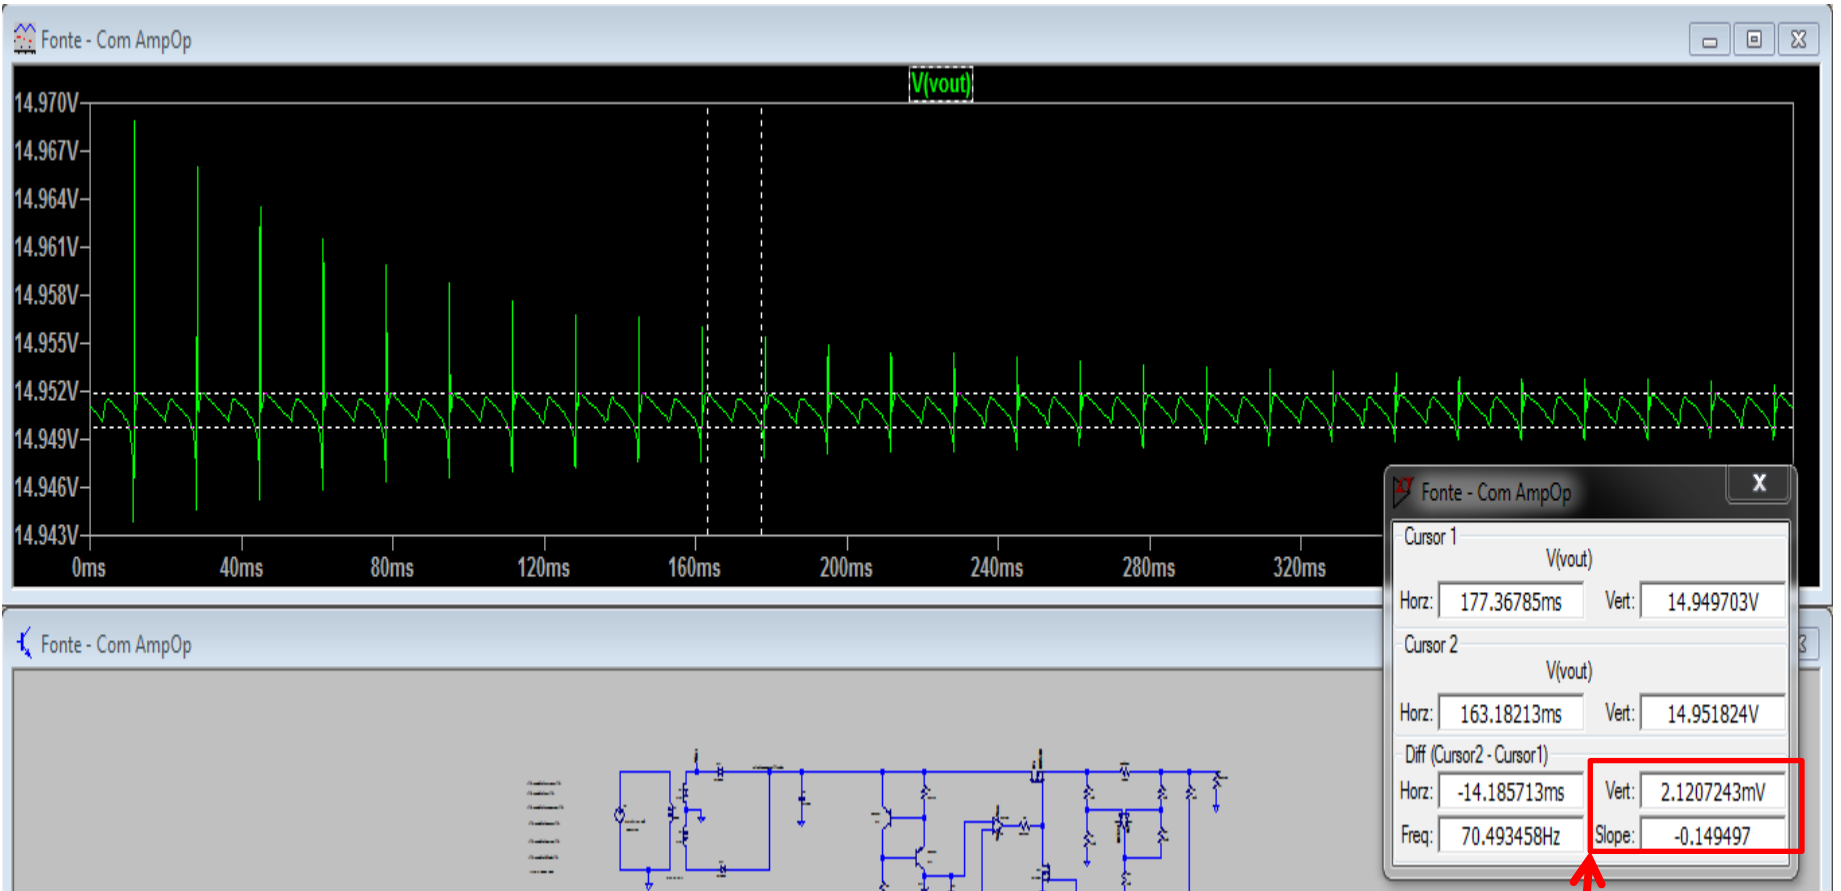 Fonte - Com AmpOp
V(vout)
14.970V
14.967V
14.964V
14.961V
14.958V
14.955V
14.952V
14.949V
14.946V
14.943V
0ms 40ms 80ms 120ms 160ms 200ms 240ms 280ms 320ms
Fonte - Com AmpOp
Fonte - Com AmpOp
Cursor 1
V(vout)
Horz: 177.36785ms Vert: 14.949703V
Cursor 2
V(vout)
Horz: 163.18213ms Vert: 14.951824V
Diff (Cursor2 - Cursor1)
Horz: -14.185713ms Vert: 2.1207243mV
Freq: 70.493458Hz Slope: -0.149497